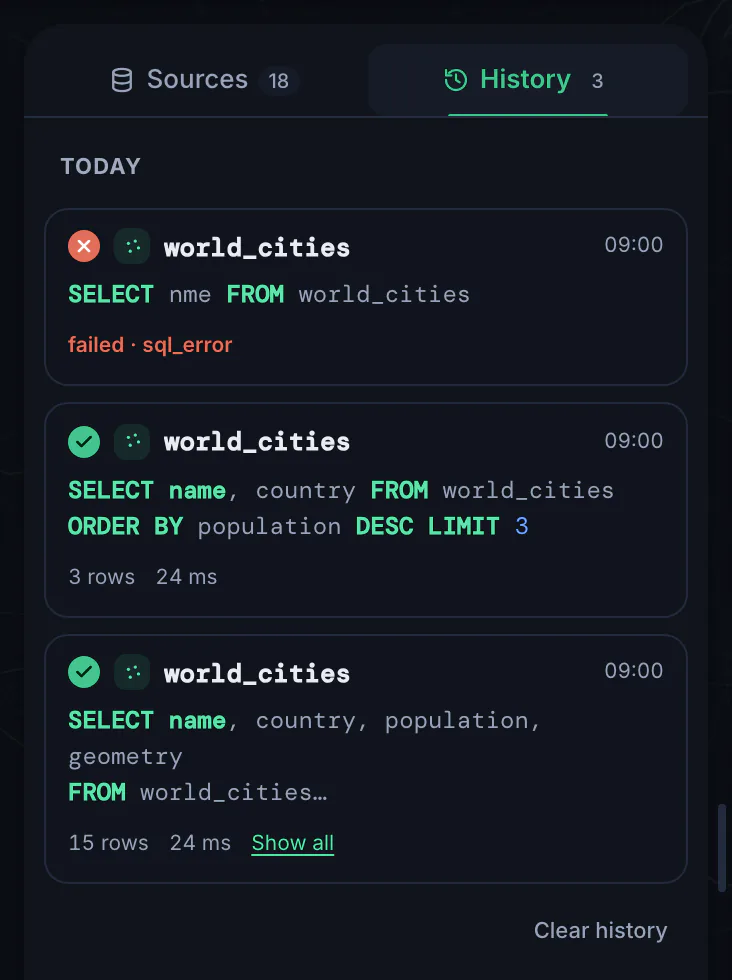 Sources 18
History 3
TODAY
world_cities 09:00
SELECT nme FROM world_cities
failed · sql_error
world_cities 09:00
SELECT name, country FROM world_cities
ORDER BY population DESC LIMIT 3
3 rows 24 ms
world_cities 09:00
SELECT name, country, population,
geometry
FROM world_cities…
15 rows 24 ms Show all
Clear history